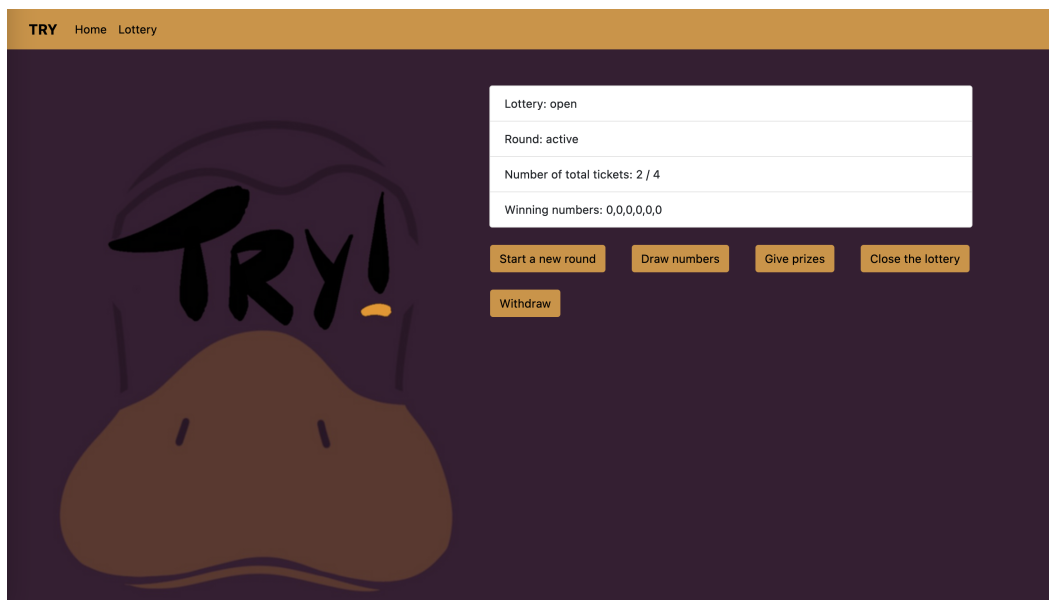 TRY Home Lottery
TRY!
Lottery: open
Round: active
Number of total tickets: 2 / 4
Winning numbers: 0,0,0,0,0,0
Start a new round Draw numbers Give prizes Close the lottery
Withdraw